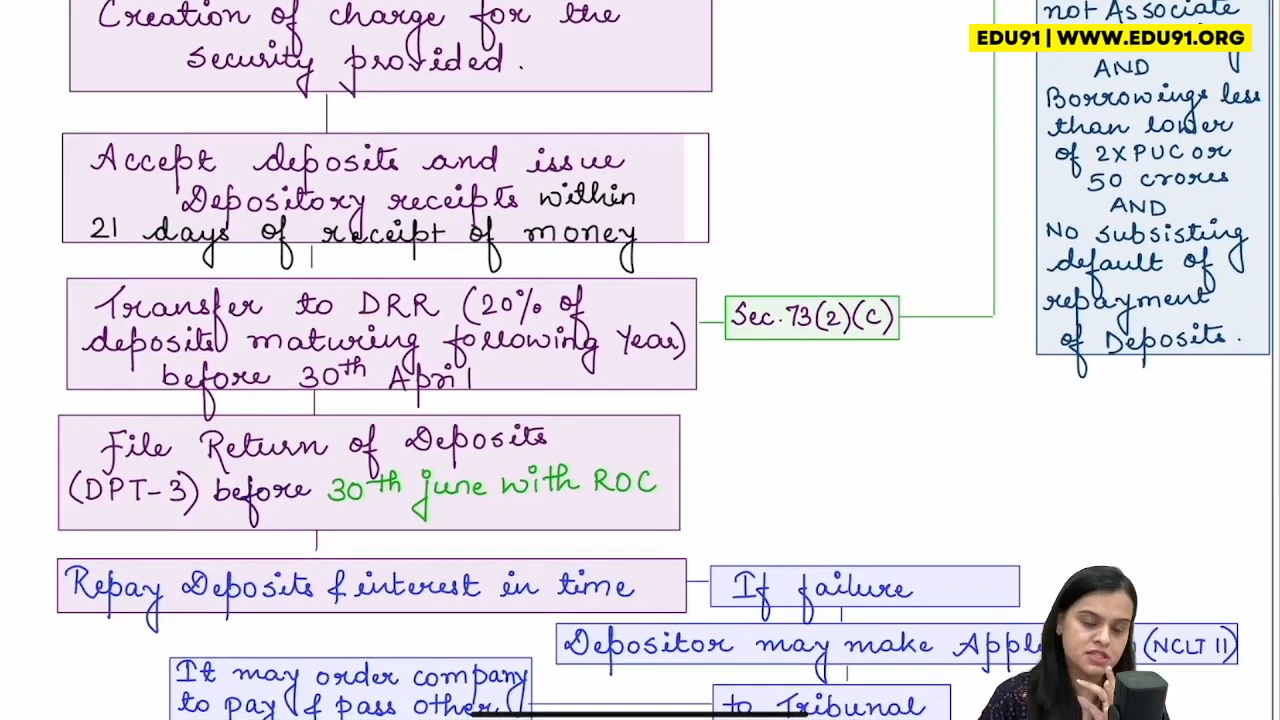 Creation of charge for the
security provided.
Accept deposits and issue
Depository receipts within
21 days of receipt of money
Transfer to DRR (20% of
deposits maturing following Year)
before 30th April
Sec.73(2)(c)
File Return of Deposits
(DPT-3) before 30th june with ROC
Repay Deposits & interest in time
If failure
Depositor may make (NCLT 11)
It may order company
to pay & pass other
to Tribunal
not Associate
EDU91 | WWW.EDU91.ORG
AND
Borrowings less
than lower
of 2XPUC or
50 crores
AND
No subsisting
default of
repayment
of Deposits.